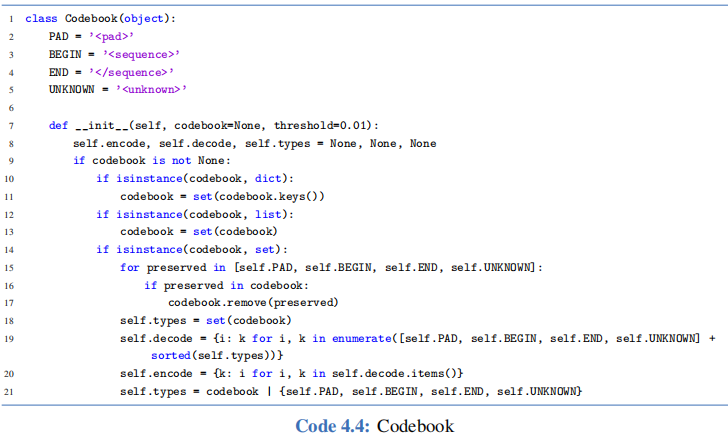 1 class Codebook(object):
2 PAD = '<pad>'
3 BEGIN = '<sequence>'
4 END = '</sequence>'
5 UNKNOWN = '<unknown>'
6
7 def __init__(self, codebook=None, threshold=0.01):
8 self.encode, self.decode, self.types = None, None, None
9 if codebook is not None:
10 if isinstance(codebook, dict):
11 codebook = set(codebook.keys())
12 if isinstance(codebook, list):
13 codebook = set(codebook)
14 if isinstance(codebook, set):
15 for preserved in [self.PAD, self.BEGIN, self.END, self.UNKNOWN]:
16 if preserved in codebook:
17 codebook.remove(preserved)
18 self.types = set(codebook)
19 self.decode = {i: k for i, k in enumerate([self.PAD, self.BEGIN, self.END, self.UNKNOWN] +
sorted(self.types))}
20 self.encode = {k: i for i, k in self.decode.items()}
21 self.types = codebook | {self.PAD, self.BEGIN, self.END, self.UNKNOWN}
Code 4.4: Codebook